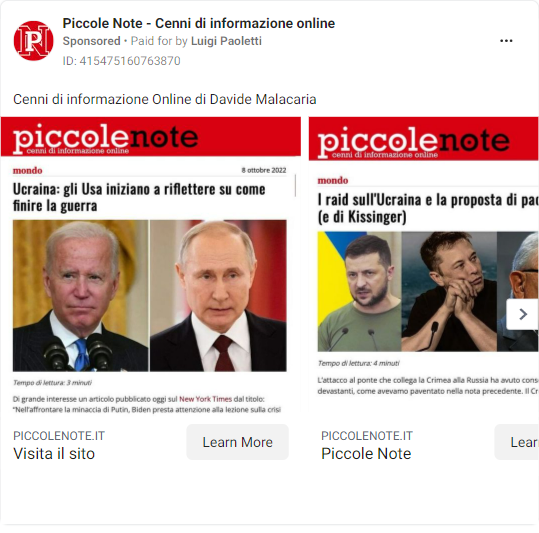 Piccole Note - Cenni di informazione online
Sponsored • Paid for by Luigi Paoletti
ID: 415475160763870
Cenni di informazione Online di Davide Malacaria
piccolenote
cenni di informazione online
mondo
8 ottobre 2022
Ucraina: gli Usa iniziano a riflettere su come
finire la guerra
Tempo di lettura: 3 minuti
Di grande interesse un articolo pubblicato oggi sul New York Times dal titolo:
"Nell'affrontare la minaccia di Putin, Biden presta attenzione alla lezione sulla crisi
PICCOLENOTE.IT
Visita il sito
Learn More
piccolenote
cenni di informazione online
mondo
I raid sull'Ucraina e la proposta di pac
(e di Kissinger)
Tempo di lettura: 4 minuti
L'attacco al ponte che collega la Crimea alla Russia ha avuto cons
devastanti, come avevamo paventato nella nota precedente. Il Cr
PICCOLENOTE.IT
Piccole Note
Lear